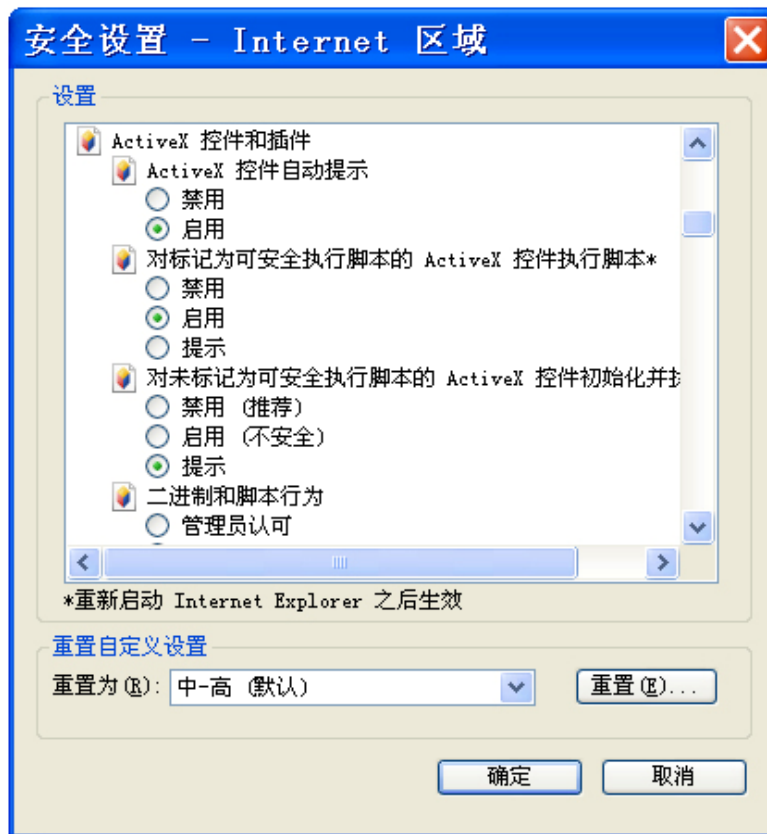 安全设置 - Internet 区域
设置
ActiveX 控件和插件
ActiveX 控件自动提示
禁用
启用
对标记为可安全执行脚本的 ActiveX 控件执行脚本*
禁用
启用
提示
对未标记为可安全执行脚本的 ActiveX 控件初始化并
禁用 (推荐)
启用 (不安全)
提示
二进制和脚本行为
管理员认可
*重新启动 Internet Explorer 之后生效
重置自定义设置
重置为(R): 中-高 (默认) 重置(E)...
确定 取消